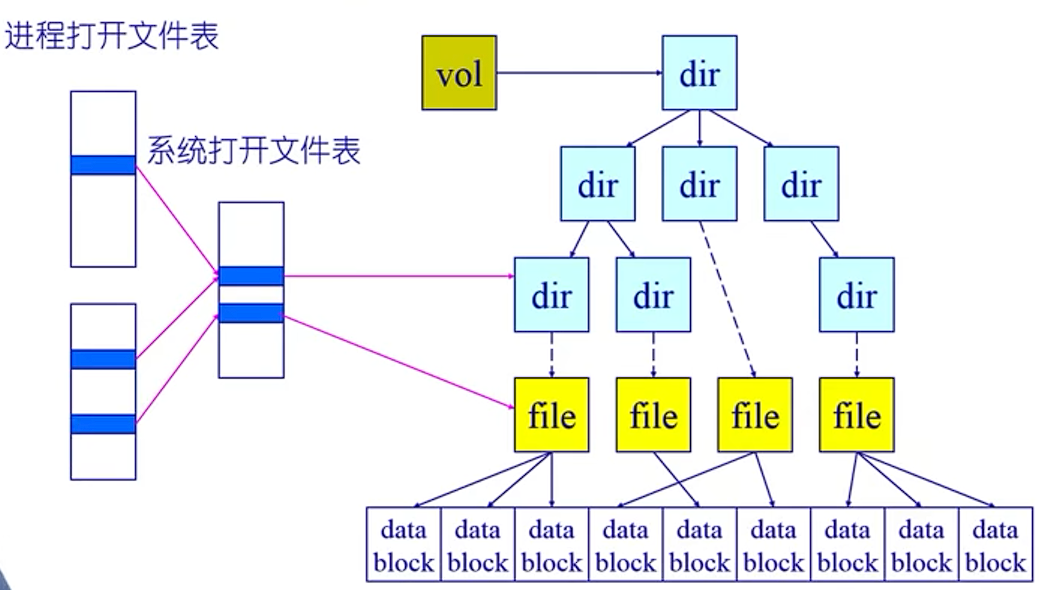 进程打开文件表
vol
dir
系统打开文件表
dir
dir
dir
dir
dir
dir
file
file
file
file
data block
data block
data block
data block
data block
data block
data block
data block
data block